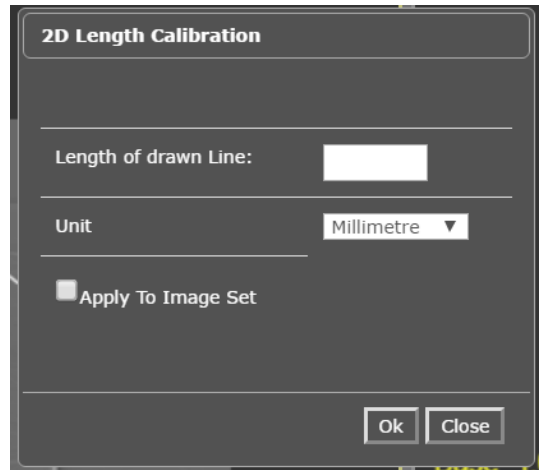 2D Length Calibration
Length of drawn Line:
Unit
Millimetre ▼
Apply To Image Set
Ok
Close